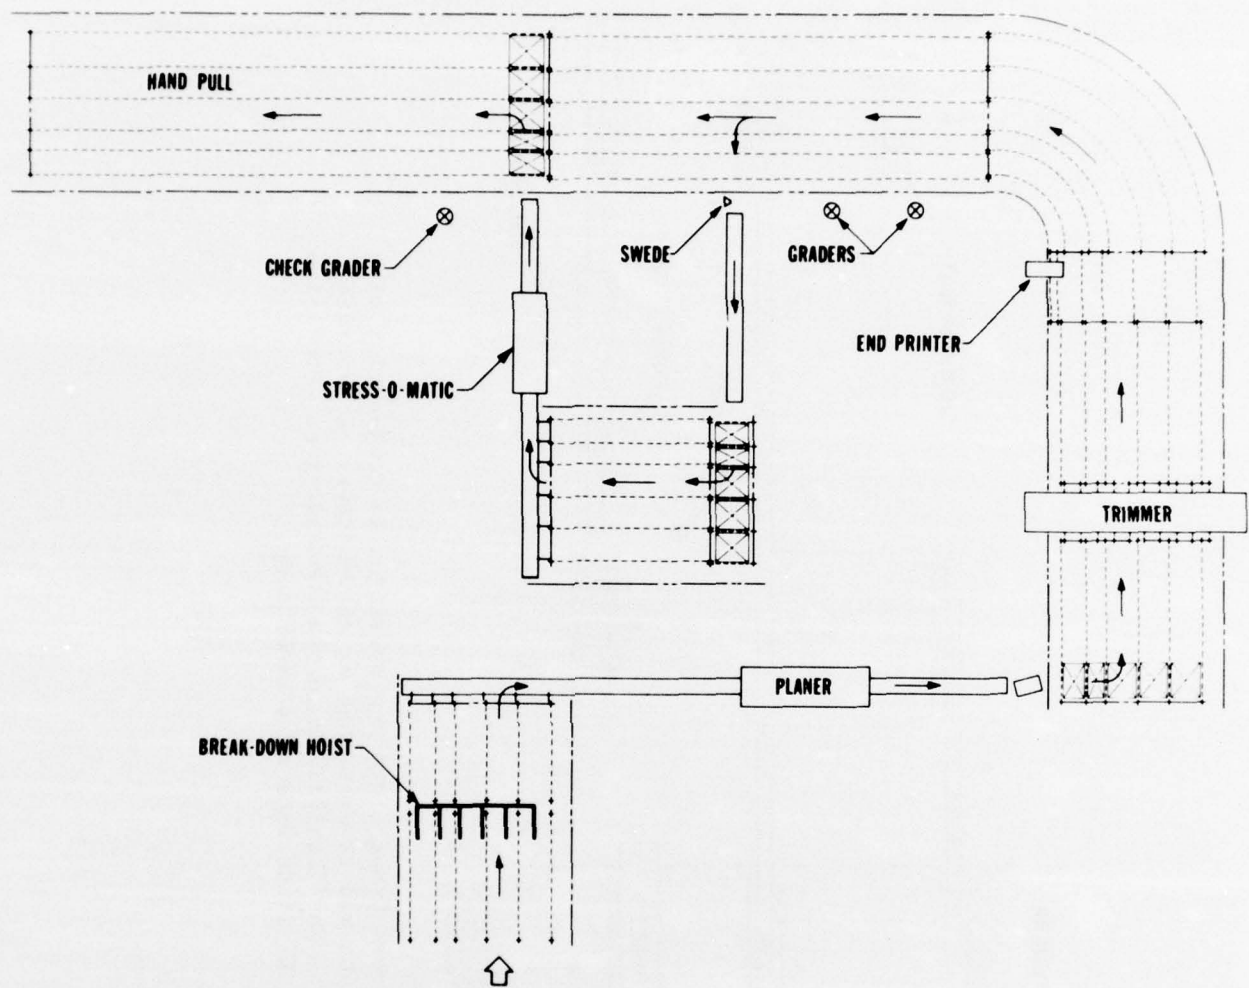 HAND PULL
SWEDE
GRADERS
CHECK GRADER
END PRINTER
STRESS-O-MATIC
TRIMMER
PLANER
BREAK-DOWN HOIST